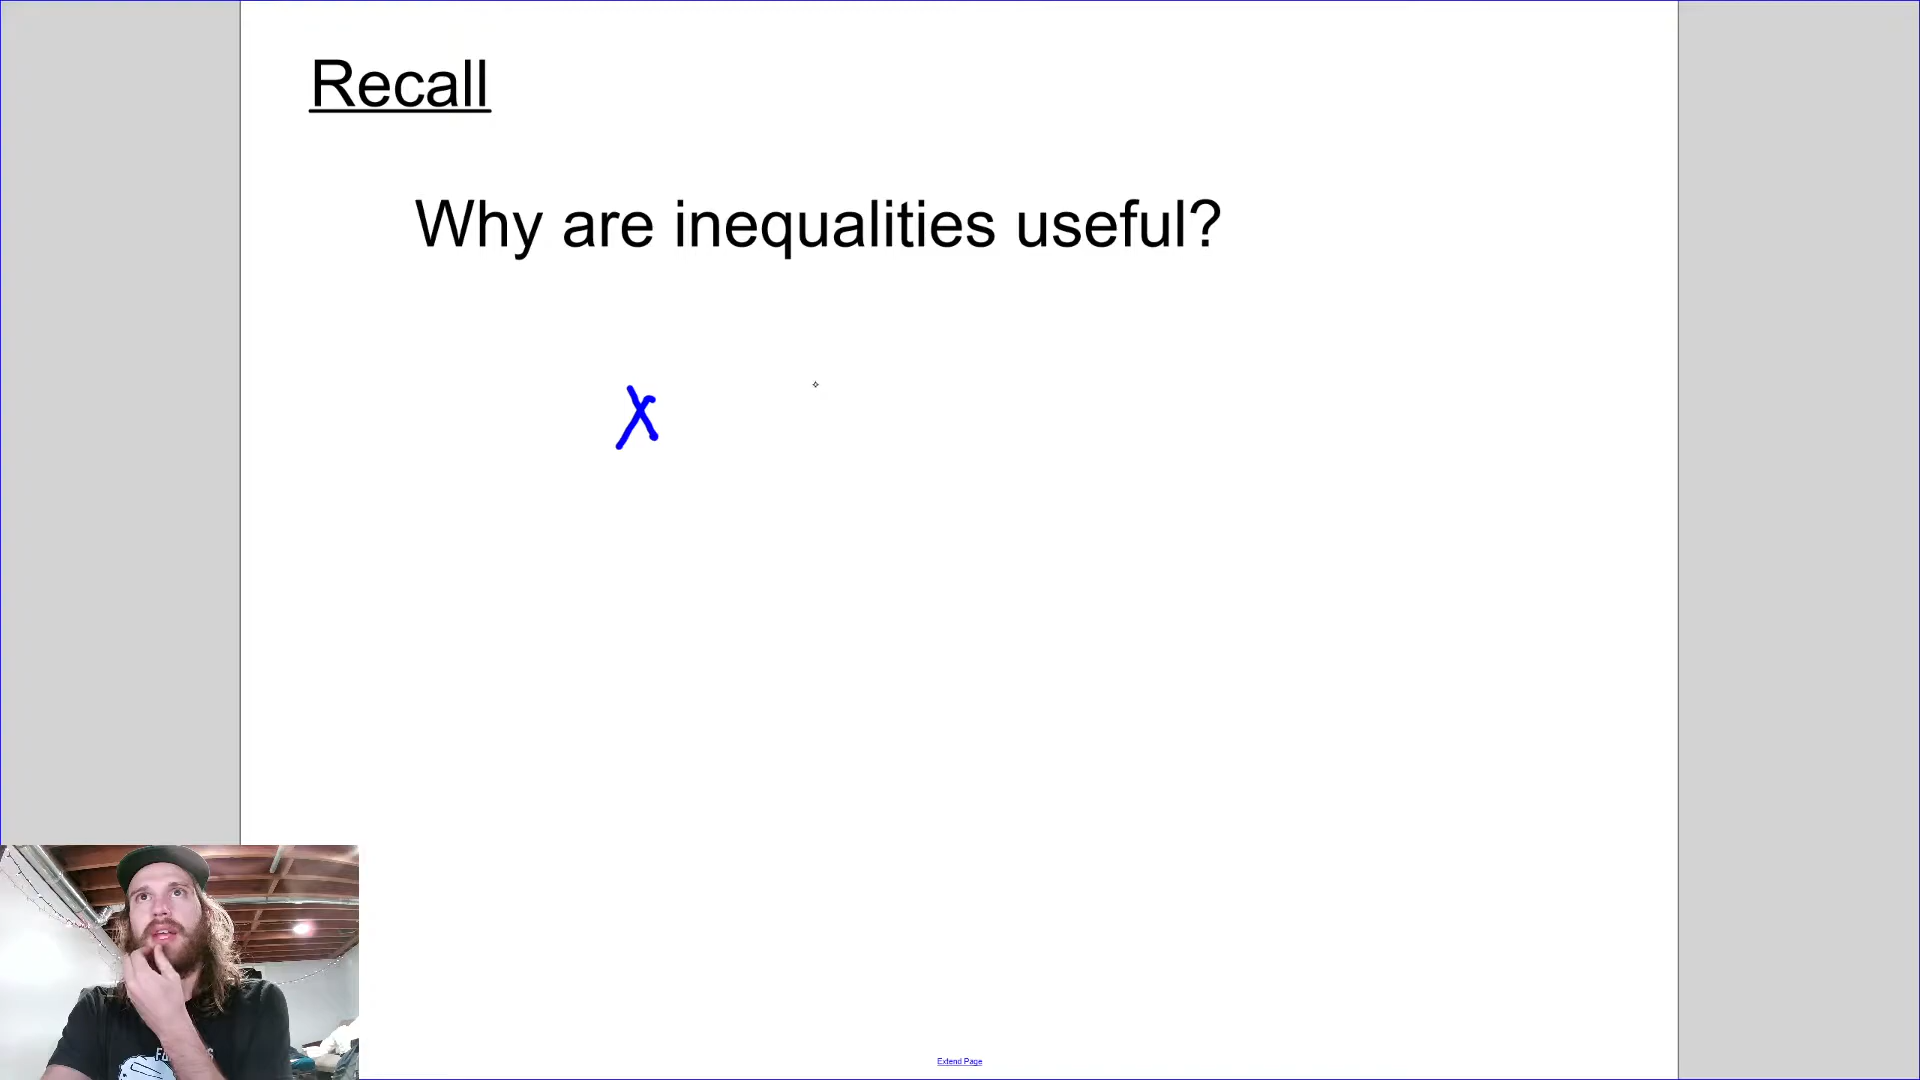 Recall
Why are inequalities useful?
x
Extend Page